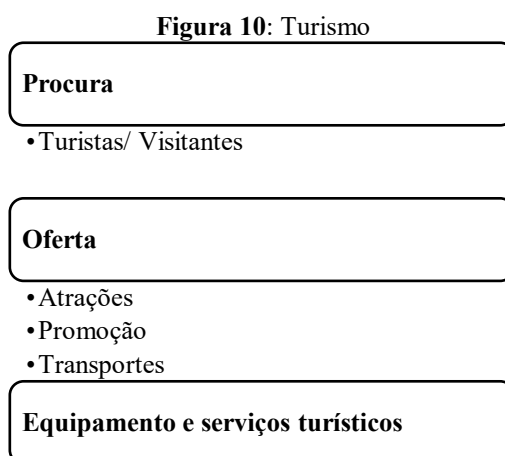 Figura 10: Turismo
Procura
•Turistas/ Visitantes
Oferta
•Atrações
•Promoção
•Transportes
Equipamento e serviços turísticos